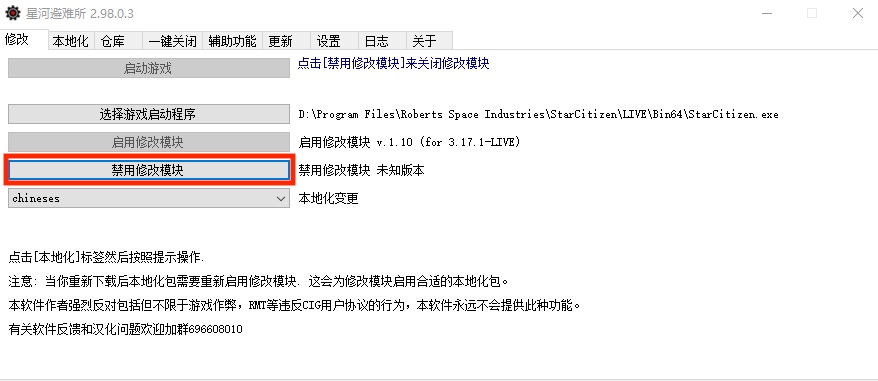 星河避难所 2.98.0.3
修改 本地化 仓库 一键关闭 辅助功能 更新 设置 日志 关于
启动游戏 点击[禁用修改模块]来关闭修改模块
选择游戏启动程序 D:\Program Files\Roberts Space Industries\StarCitizen\LIVE\Bin64\StarCitizen.exe
启用修改模块 启用修改模块 v.1.10 (for 3.17.1-LIVE)
禁用修改模块 禁用修改模块 未知版本
chineses 本地化变更
点击[本地化]标签然后按照提示操作.
注意: 当你重新下载后本地化包需要重新启用修改模块. 这会为修改模块启用合适的本地化包。
本软件作者强烈反对包括但不限于游戏作弊，RMT等违反CIG用户协议的行为，本软件永远不会提供此种功能。
有关软件反馈和汉化问题欢迎加群696608010